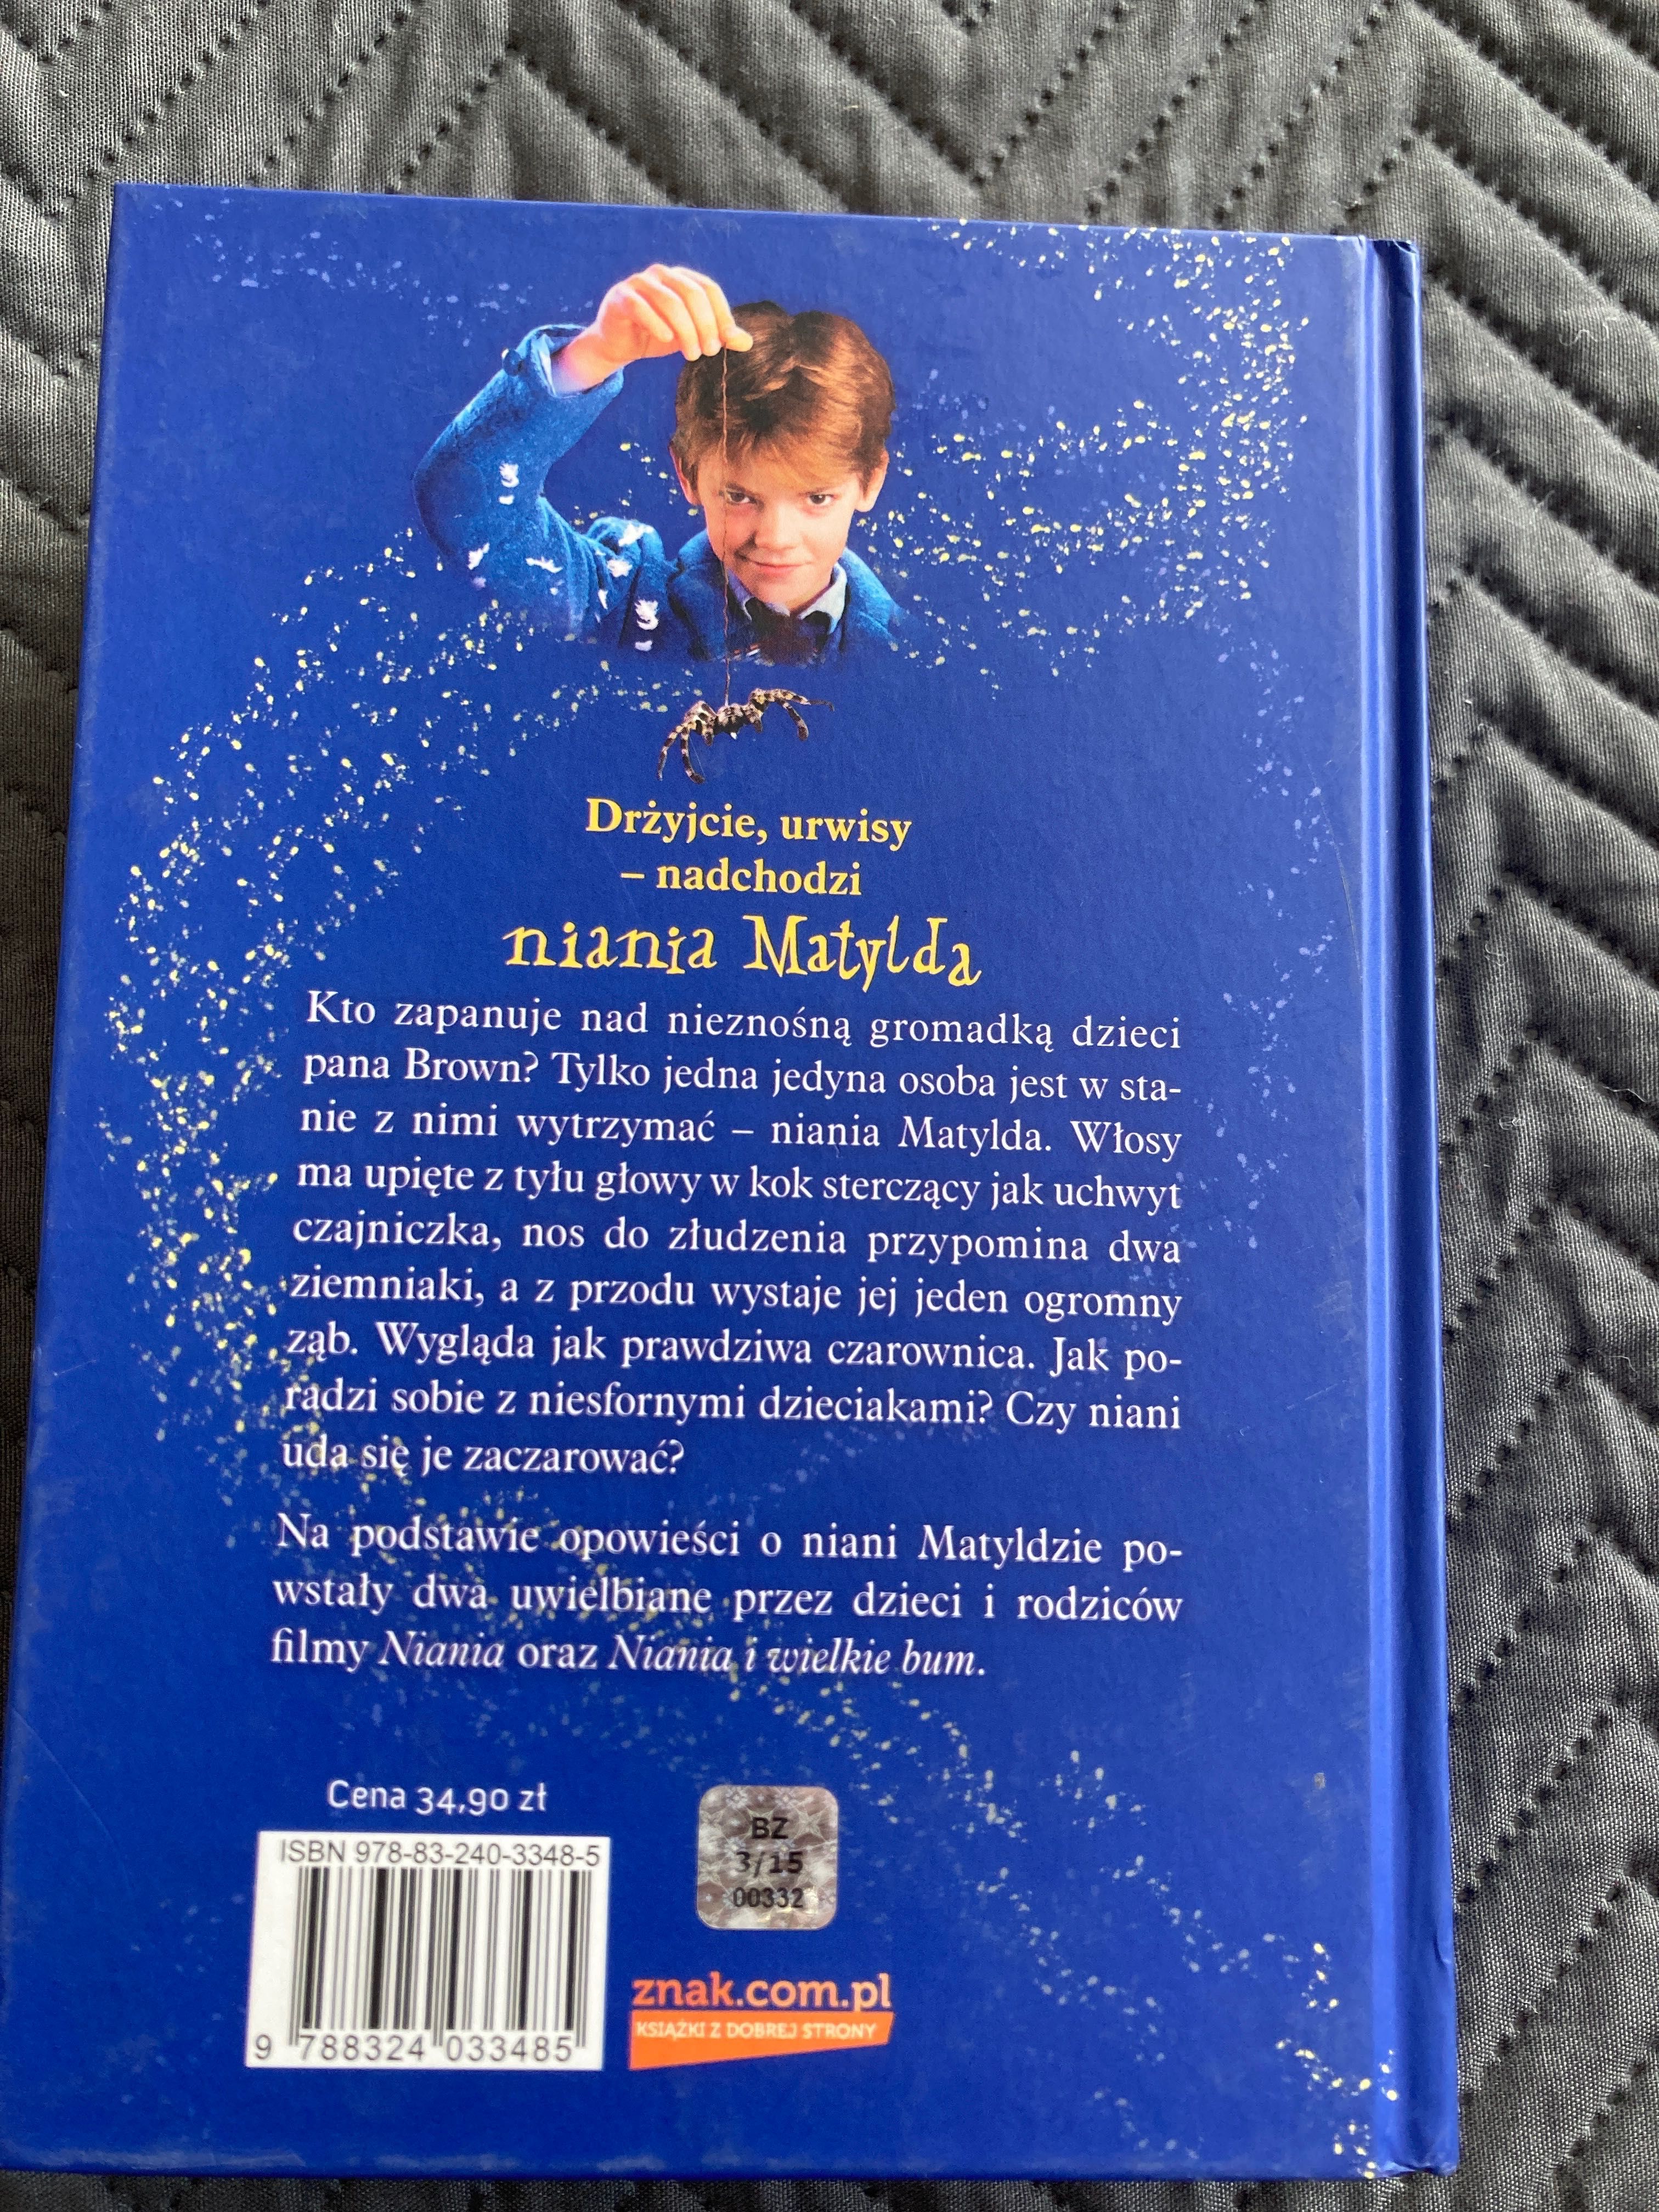 Drżyjcie, urwisy
– nadchodzi
niania Matylda
Kto zapanuje nad nieznośną gromadką dzieci
pana Brown? Tylko jedna jedyna osoba jest w sta-
nie z nimi wytrzymać – niania Matylda. Włosy
ma upięte z tyłu głowy w kok sterczący jak uchwyt
czajniczka, nos do złudzenia przypomina dwa
ziemniaki, a z przodu wystaje jej jeden ogromny
ząb. Wygląda jak prawdziwa czarownica. Jak po-
radzi sobie z niesfornymi dzieciakami? Czy niani
uda się je zaczarować?
Na podstawie opowieści o niani Matyldzie po-
wstały dwa uwielbiane przez dzieci i rodziców
filmy Niania oraz Niania i wielkie bum.
Cena 34,90 zł
ISBN 978-83-240-3348-5
9 788324 033485
BZ
3/15
00332
znak.com.pl
KSIĄŻKI Z DOBREJ STRONY